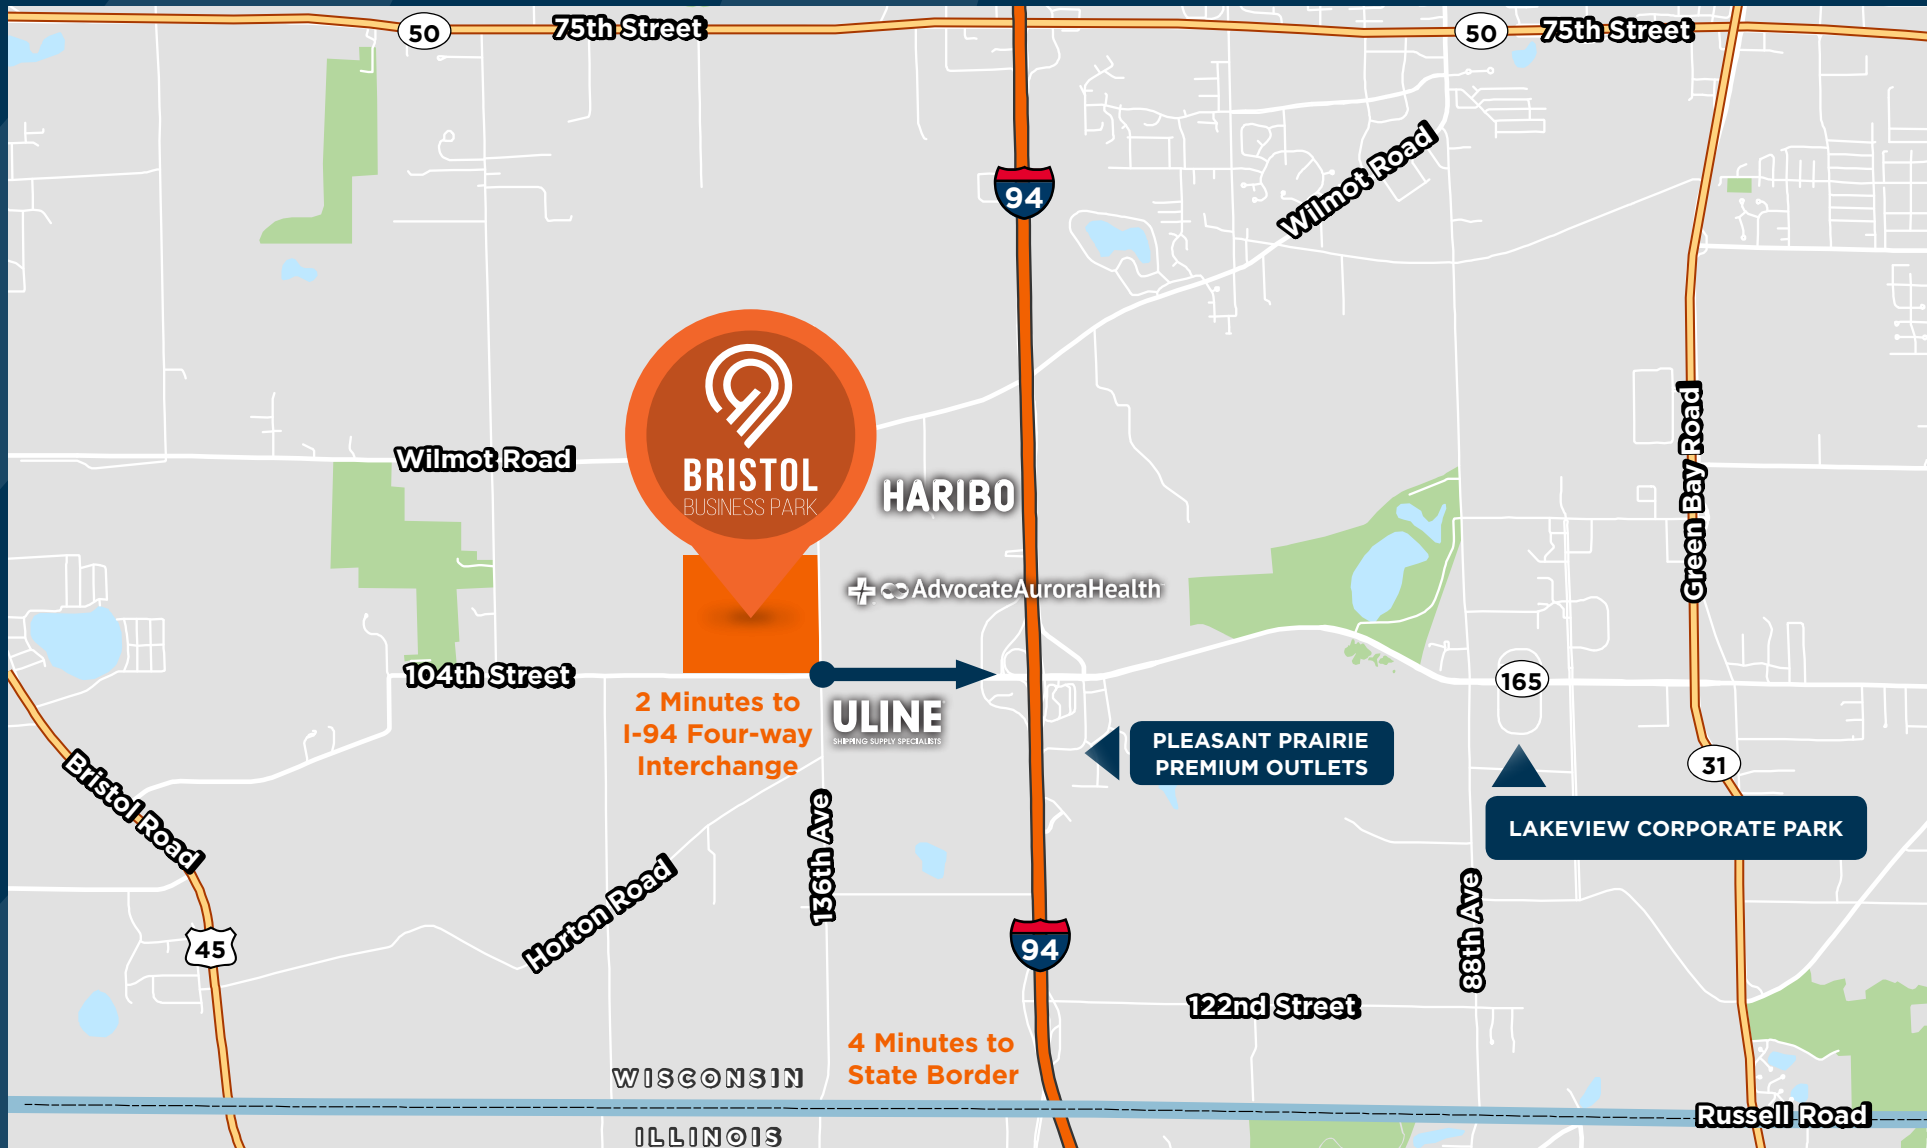 50
75th Street
50
75th Street
Wilmot Road
94
Green Bay Road
BRISTOL
BUSINESS PARK
Wilmot Road
HARIBO
AdvocateAuroraHealth
104th Street
165
2 Minutes to
I-94 Four-way
Interchange
ULINE
SHIPPING SUPPLY SPECIALISTS
PLEASANT PRAIRIE
PREMIUM OUTLETS
31
LAKEVIEW CORPORATE PARK
Bristol Road
136th Ave
Horton Road
88th Ave
45
94
122nd Street
4 Minutes to
State Border
WISCONSIN
ILLINOIS
Russell Road